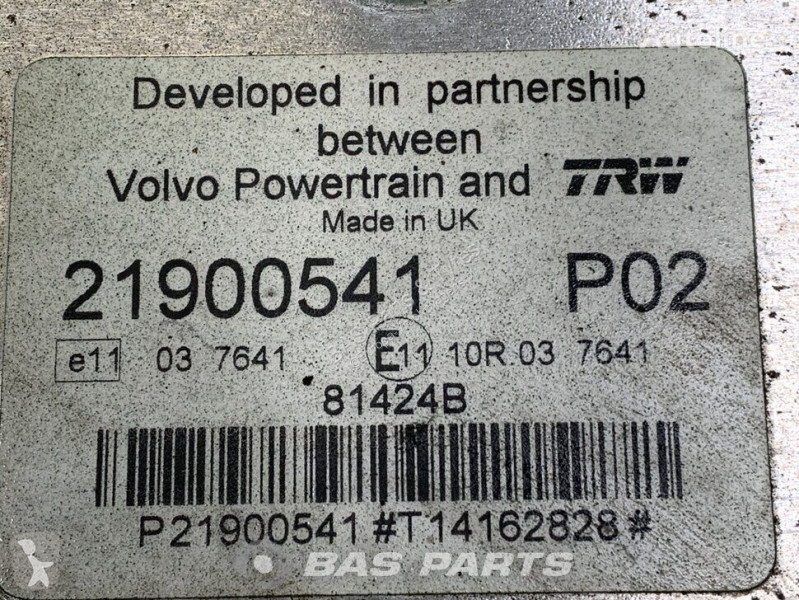 Autoline
Developed in partnership
between
Volvo Powertrain and TRW
Made in UK
21900541 P02
e11 03 7641 E11 10R.03 7641
81424B
P21900541#T14162828#
BAS PARTS